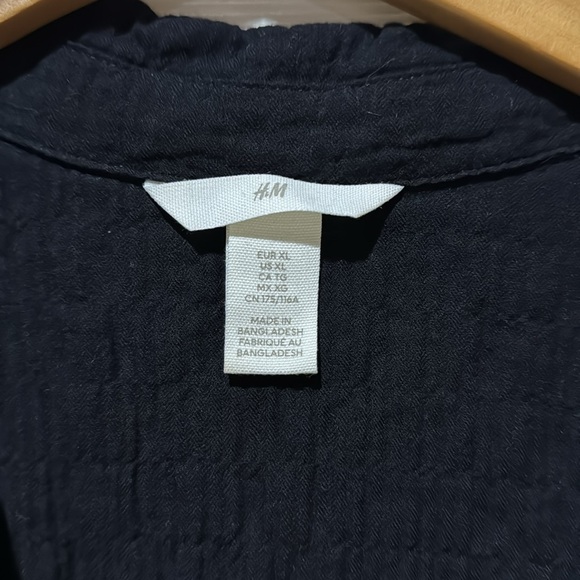 H&M
EUR XL
US XL
CA TG
MX XG
CN 175/116A
MADE IN
BANGLADESH
FABRIQUÉ AU
BANGLADESH